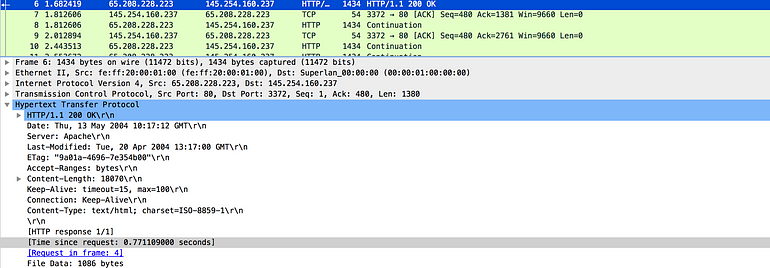 6 1.682419 65.208.228.223 145.254.160.237 HTTP/… 1434 HTTP/1.1 200 OK
7 1.812606 145.254.160.237 65.208.228.223 TCP 54 3372 → 80 [ACK] Seq=480 Ack=1381 Win=9660 Len=0
8 1.812606 65.208.228.223 145.254.160.237 HTTP 1434 Continuation
9 2.012894 145.254.160.237 65.208.228.223 TCP 54 3372 → 80 [ACK] Seq=480 Ack=2761 Win=9660 Len=0
10 2.443513 65.208.228.223 145.254.160.237 HTTP 1434 Continuation
Frame 6: 1434 bytes on wire (11472 bits), 1434 bytes captured (11472 bits)
Ethernet II, Src: fe:ff:20:00:01:00 (fe:ff:20:00:01:00), Dst: Superlan_00:00:00 (00:00:01:00:00:00)
Internet Protocol Version 4, Src: 65.208.228.223, Dst: 145.254.160.237
Transmission Control Protocol, Src Port: 80, Dst Port: 3372, Seq: 1, Ack: 480, Len: 1380
Hypertext Transfer Protocol
HTTP/1.1 200 OK\r\n
Date: Thu, 13 May 2004 10:17:12 GMT\r\n
Server: Apache\r\n
Last-Modified: Tue, 20 Apr 2004 13:17:00 GMT\r\n
ETag: "9a01a-4696-7e354b00"\r\n
Accept-Ranges: bytes\r\n
Content-Length: 18070\r\n
Keep-Alive: timeout=15, max=100\r\n
Connection: Keep-Alive\r\n
Content-Type: text/html; charset=ISO-8859-1\r\n
\r\n
[HTTP response 1/1]
[Time since request: 0.771109000 seconds]
[Request in frame: 4]
File Data: 1086 bytes